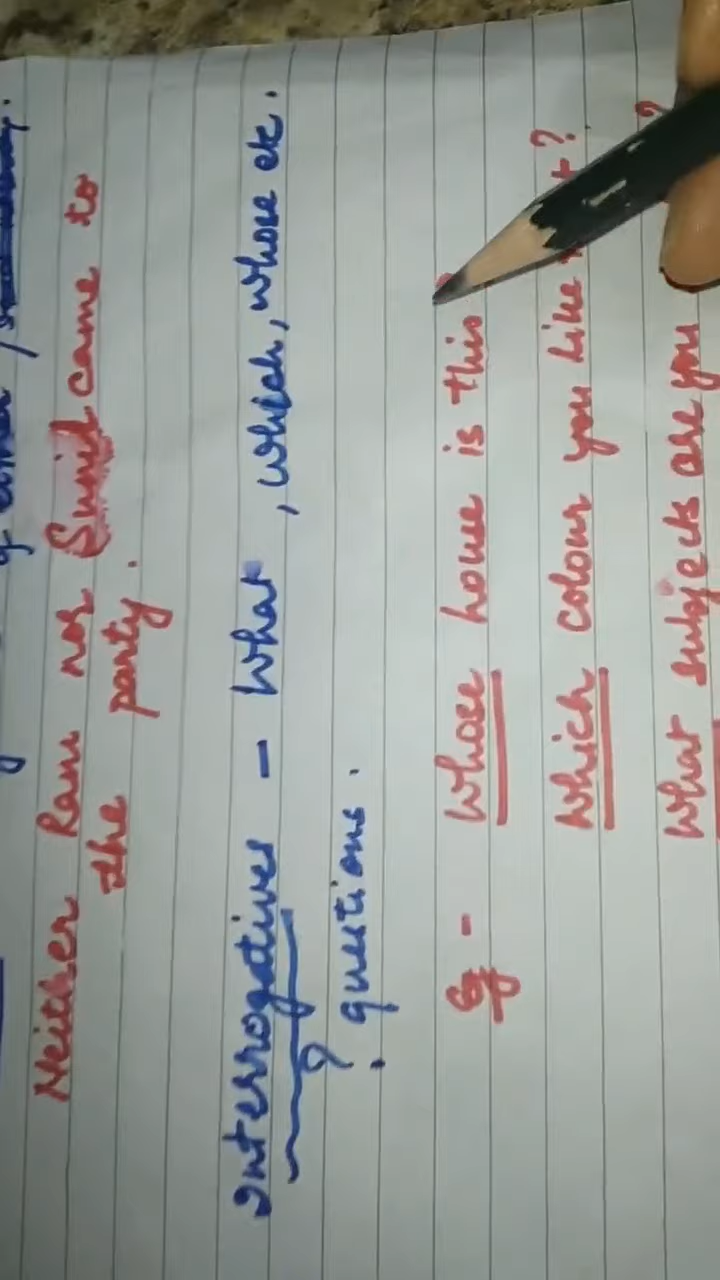 Neither Ram nor Sunil came to
the party.
Interrogatives - What, which, whose etc.
? questions.
Eg - Whose house is this
Which colour you like ?
What subjects are you ?